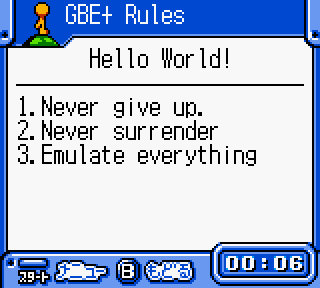 GBE+ Rules
Hello World!
1. Never give up.
2. Never surrender
3. Emulate everything
スタート B もどる 00:06